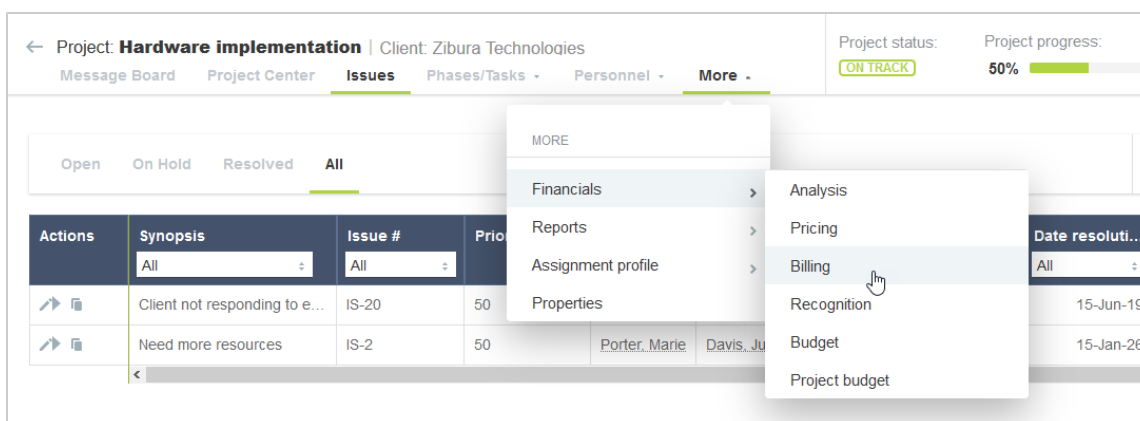 Project: Hardware implementation | Client: Zibura Technologies
Project status:
Project progress:
ON TRACK
50%
Message Board
Project Center
Issues
Phases/Tasks
Personnel
More
MORE
Open
On Hold
Resolved
All
Financials
Reports
Assignment profile
Properties
Analysis
Pricing
Billing
Recognition
Budget
Project budget
Actions
Synopsis
Issue #
Date resoluti...
All
All
All
Client not responding to e...
IS-20
50
15-Jun-19
Need more resources
IS-2
50
Porter, Marie
Davis, Ju
15-Jan-26